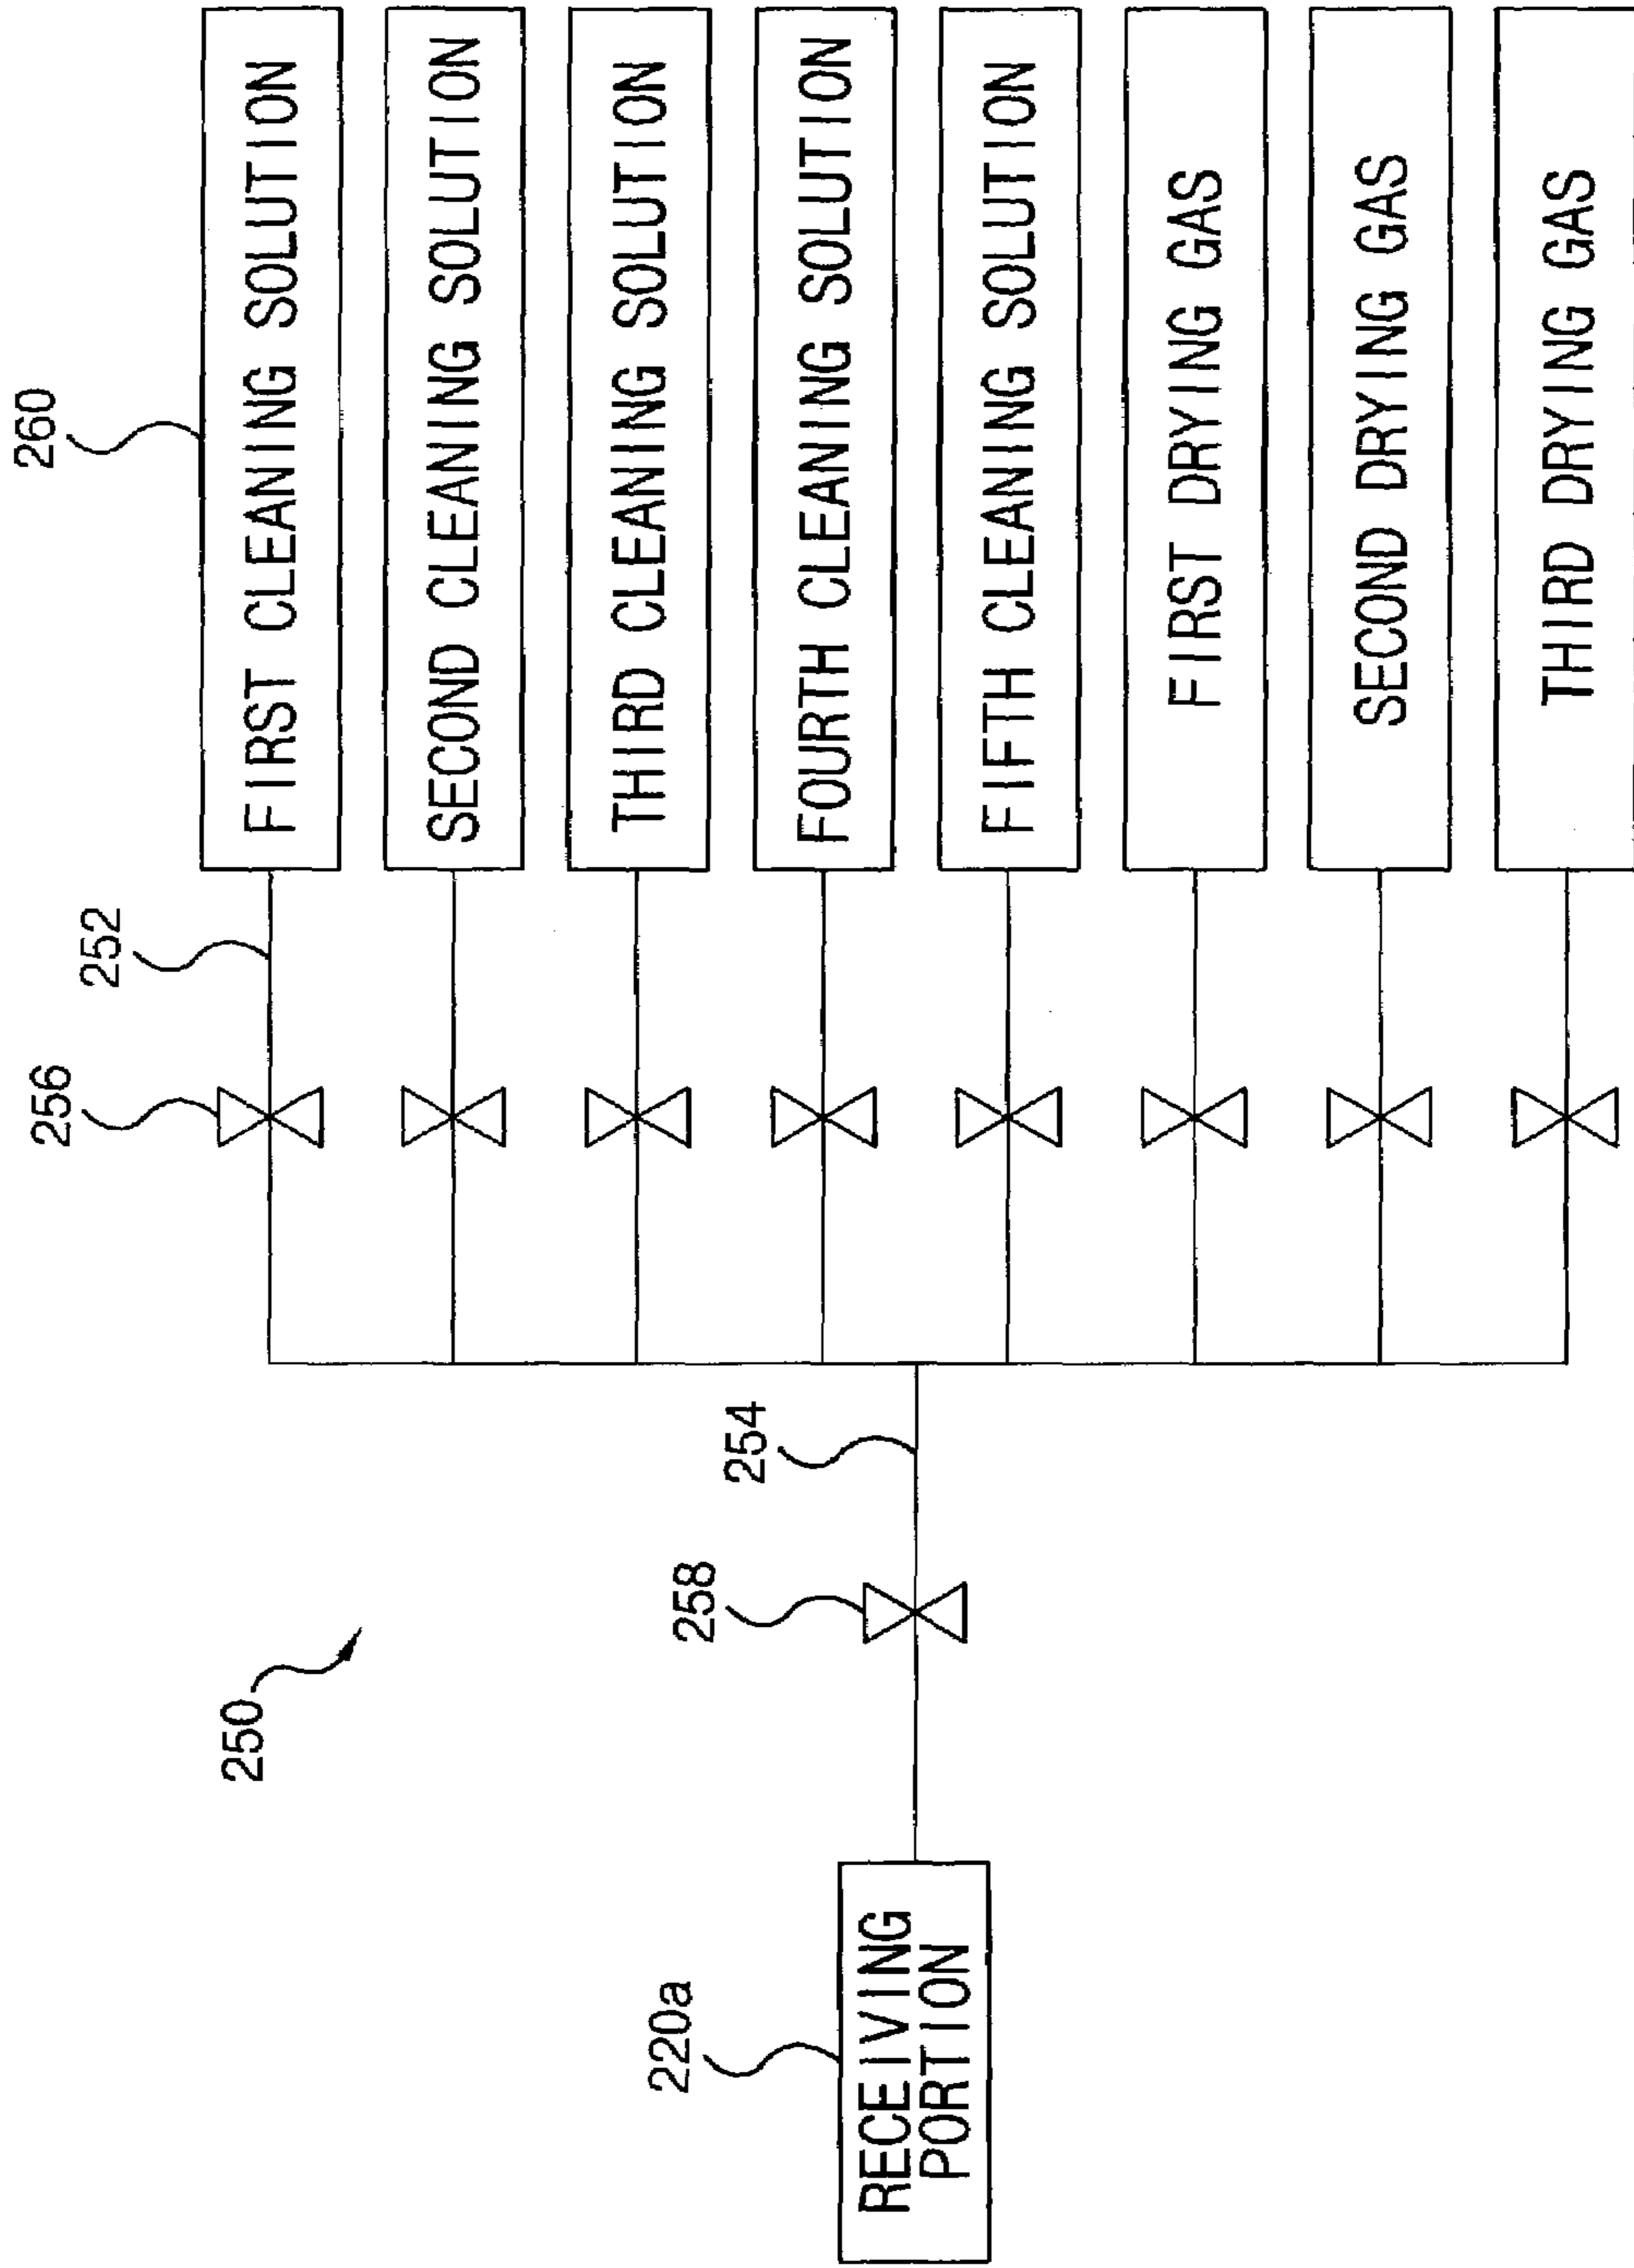 250
220a
RECEIVING
PORTION
258
254
256
252
260
FIRST CLEANING SOLUTION
SECOND CLEANING SOLUTION
THIRD CLEANING SOLUTION
FOURTH CLEANING SOLUTION
FIFTH CLEANING SOLUTION
FIRST DRYING GAS
SECOND DRYING GAS
THIRD DRYING GAS